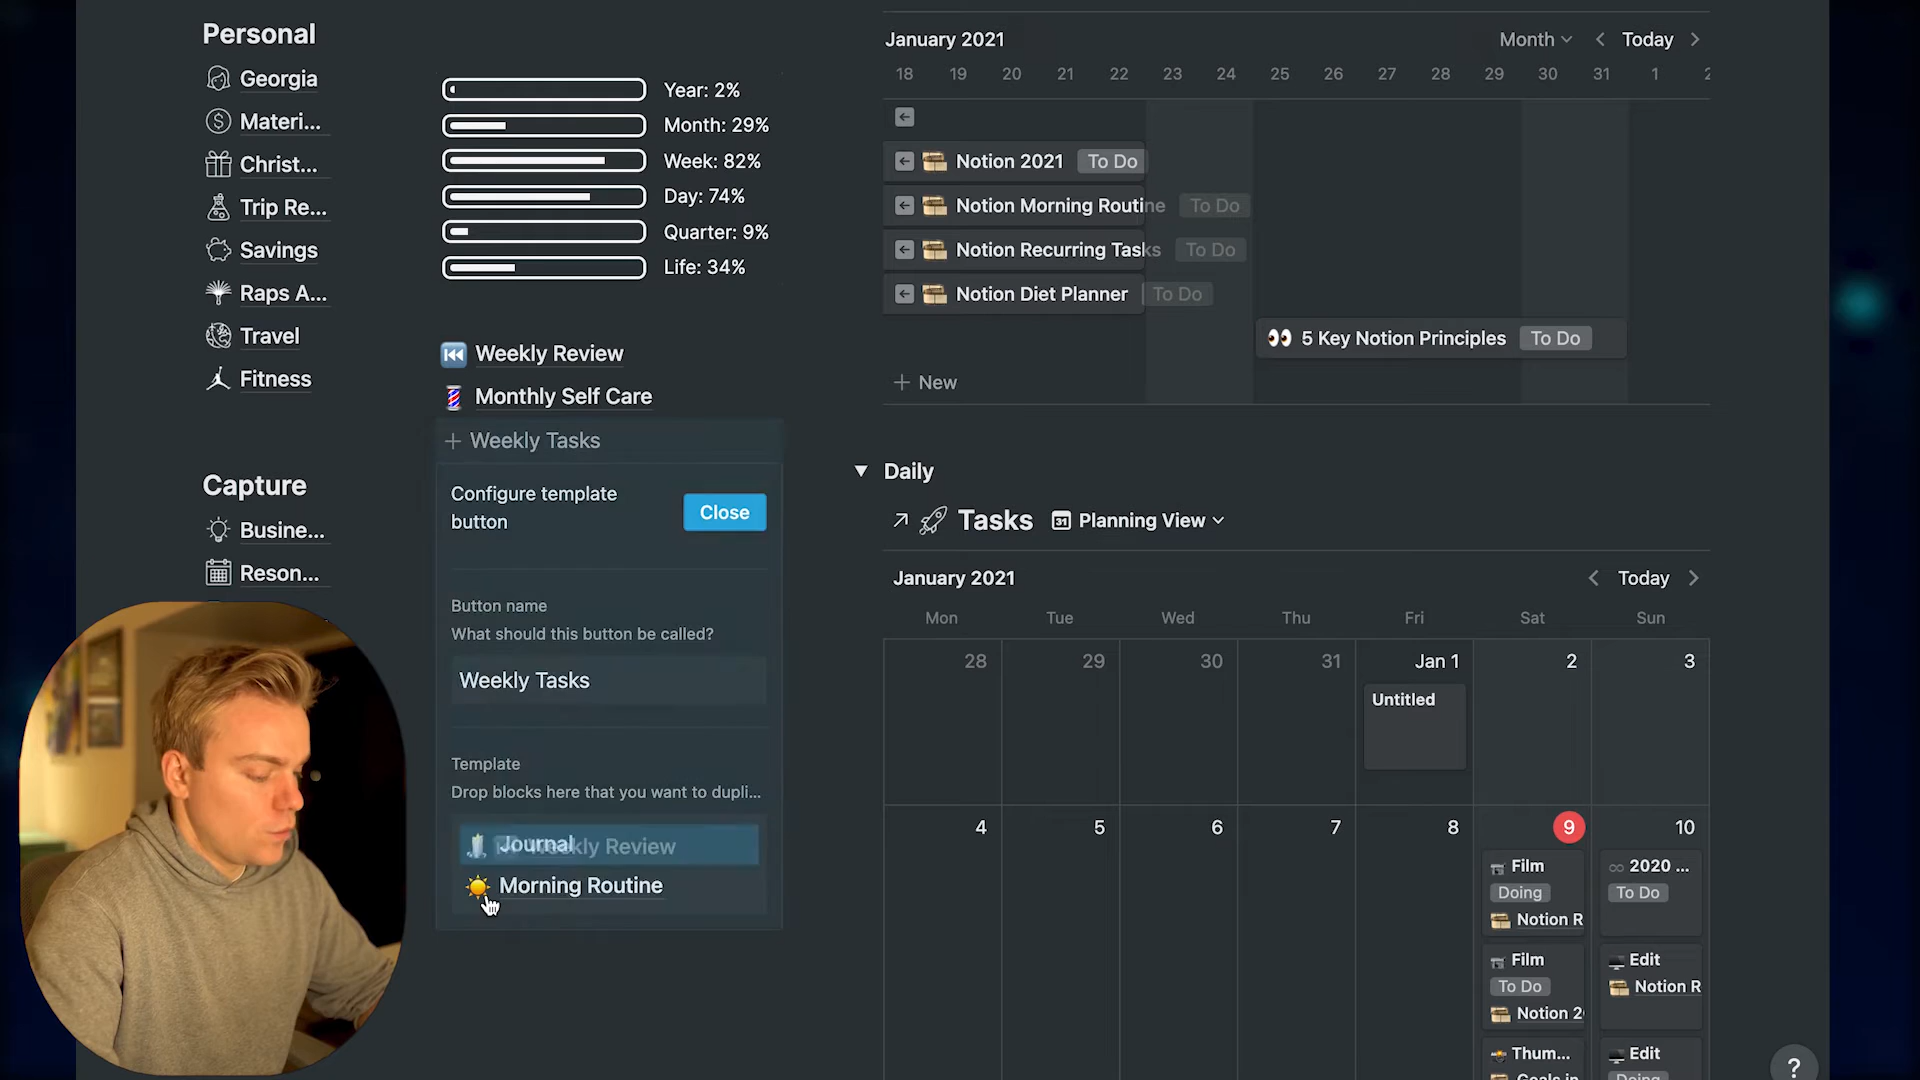 Personal
Georgia
Materi...
Christ...
Trip Re...
Savings
Raps A...
Travel
Fitness
Capture
Busine...
Reson...
Year: 2%
Month: 29%
Week: 82%
Day: 74%
Quarter: 9%
Life: 34%
Weekly Review
Monthly Self Care
+ Weekly Tasks
Configure template
button
Close
Button name
What should this button be called?
Weekly Tasks
Template
Drop blocks here that you want to dupli...
Journal
Weekly Review
Morning Routine
January 2021
Month
Today
18 19 20 21 22 23 24 25 26 27 28 29 30 31 1 2
Notion 2021 To Do
Notion Morning Routine To Do
Notion Recurring Tasks To Do
Notion Diet Planner To Do
5 Key Notion Principles To Do
+ New
Daily
Tasks
31 Planning View
January 2021
Today
Mon Tue Wed Thu Fri Sat Sun
28 29 30 31 Jan 1 2 3
Untitled
4 5 6 7 8 9 10
Film
Doing
Notion R
Film
To Do
Notion 2
Thum...
Goals in
2020 ...
To Do
Edit
Notion R
Edit
Doing
?